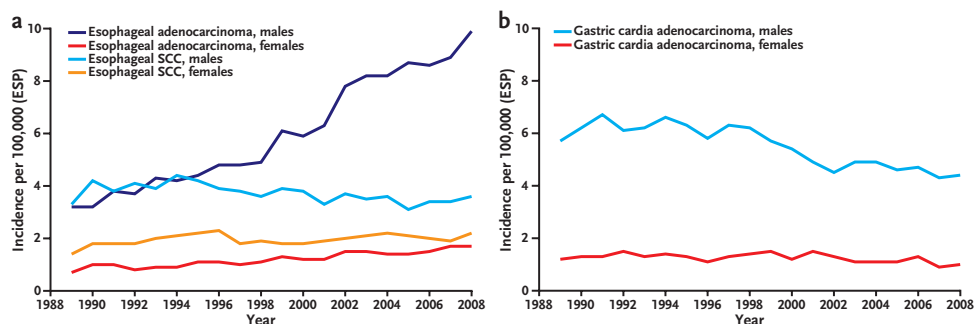 a
10
8
6
4
2
0
Incidence per 100,000 (ESP)
Esophageal adenocarcinoma, males
Esophageal adenocarcinoma, females
Esophageal SCC, males
Esophageal SCC, females
1988 1990 1992 1994 1996 1998 2000 2002 2004 2006 2008
Year
b
10
8
6
4
2
0
Incidence per 100,000 (ESP)
Gastric cardia adenocarcinoma, males
Gastric cardia adenocarcinoma, females
1988 1990 1992 1994 1996 1998 2000 2002 2004 2006 2008
Year